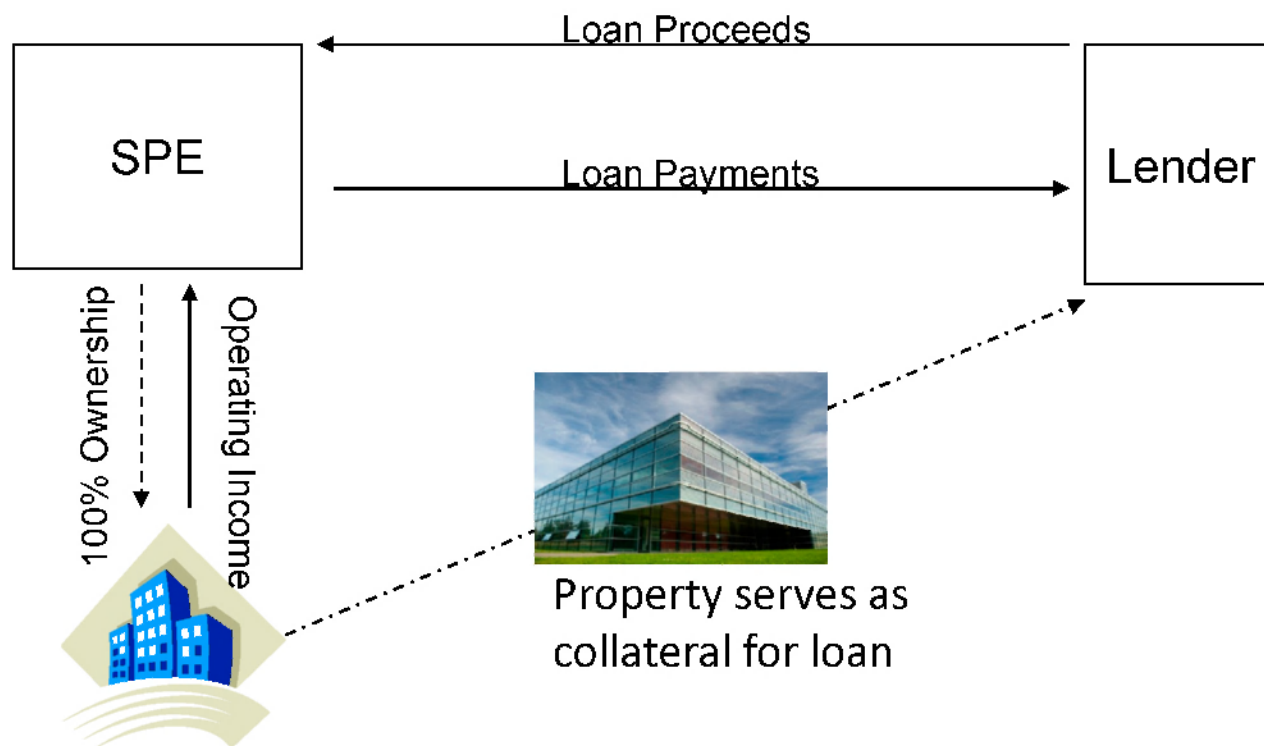 Loan Proceeds
SPE
Loan Payments
Lender
100% Ownership
Operating Income
Property serves as
collateral for loan